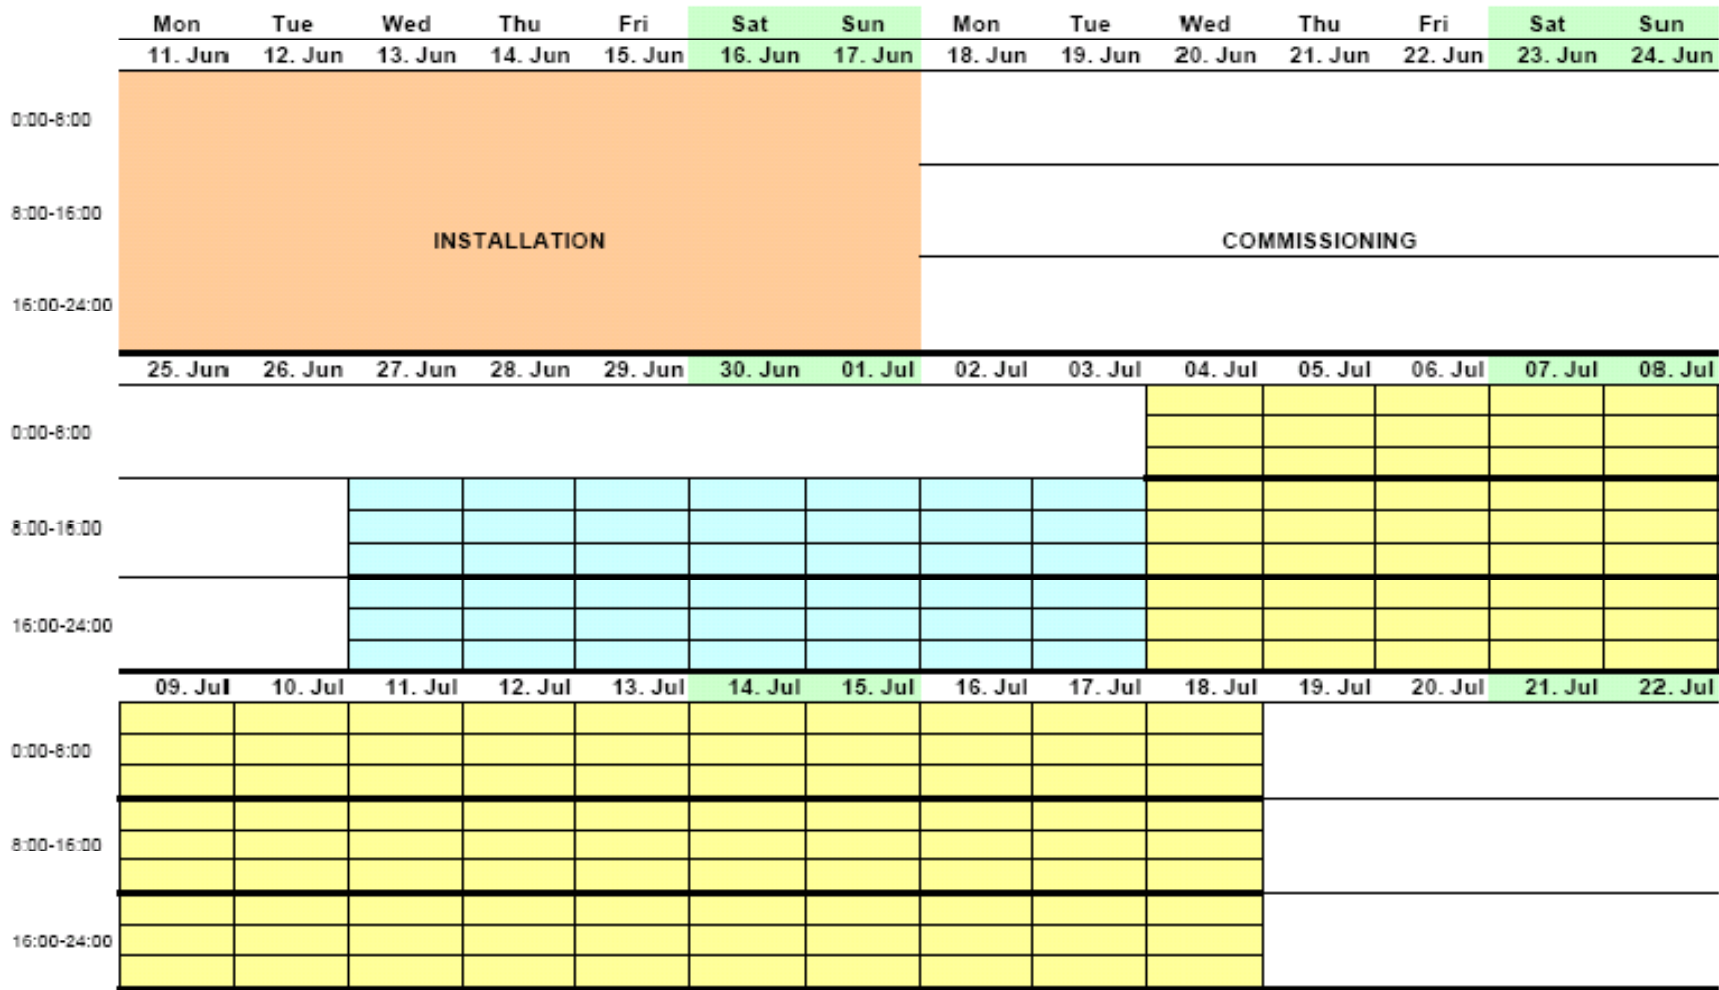 Mon Tue Wed Thu Fri Sat Sun Mon Tue Wed Thu Fri Sat Sun
11. Jun 12. Jun 13. Jun 14. Jun 15. Jun 16. Jun 17. Jun 18. Jun 19. Jun 20. Jun 21. Jun 22. Jun 23. Jun 24. Jun
0:00-8:00
8:00-16:00
INSTALLATION COMMISSIONING
16:00-24:00
25. Jun 26. Jun 27. Jun 28. Jun 29. Jun 30. Jun 01. Jul 02. Jul 03. Jul 04. Jul 05. Jul 06. Jul 07. Jul 08. Jul
0:00-8:00
8:00-16:00
16:00-24:00
09. Jul 10. Jul 11. Jul 12. Jul 13. Jul 14. Jul 15. Jul 16. Jul 17. Jul 18. Jul 19. Jul 20. Jul 21. Jul 22. Jul
0:00-8:00
8:00-16:00
16:00-24:00